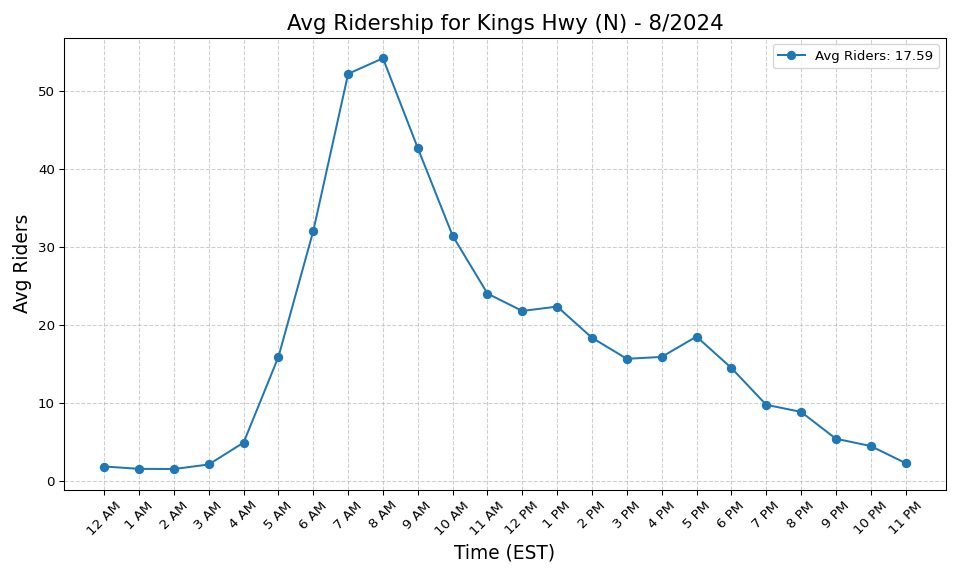 Avg Ridership for Kings Hwy (N) - 8/2024
Avg Riders: 17.59
Avg Riders
50
40
30
20
10
0
12 AM
1 AM
2 AM
3 AM
4 AM
5 AM
6 AM
7 AM
8 AM
9 AM
10 AM
11 AM
12 PM
1 PM
2 PM
3 PM
4 PM
5 PM
6 PM
7 PM
8 PM
9 PM
10 PM
11 PM
Time (EST)